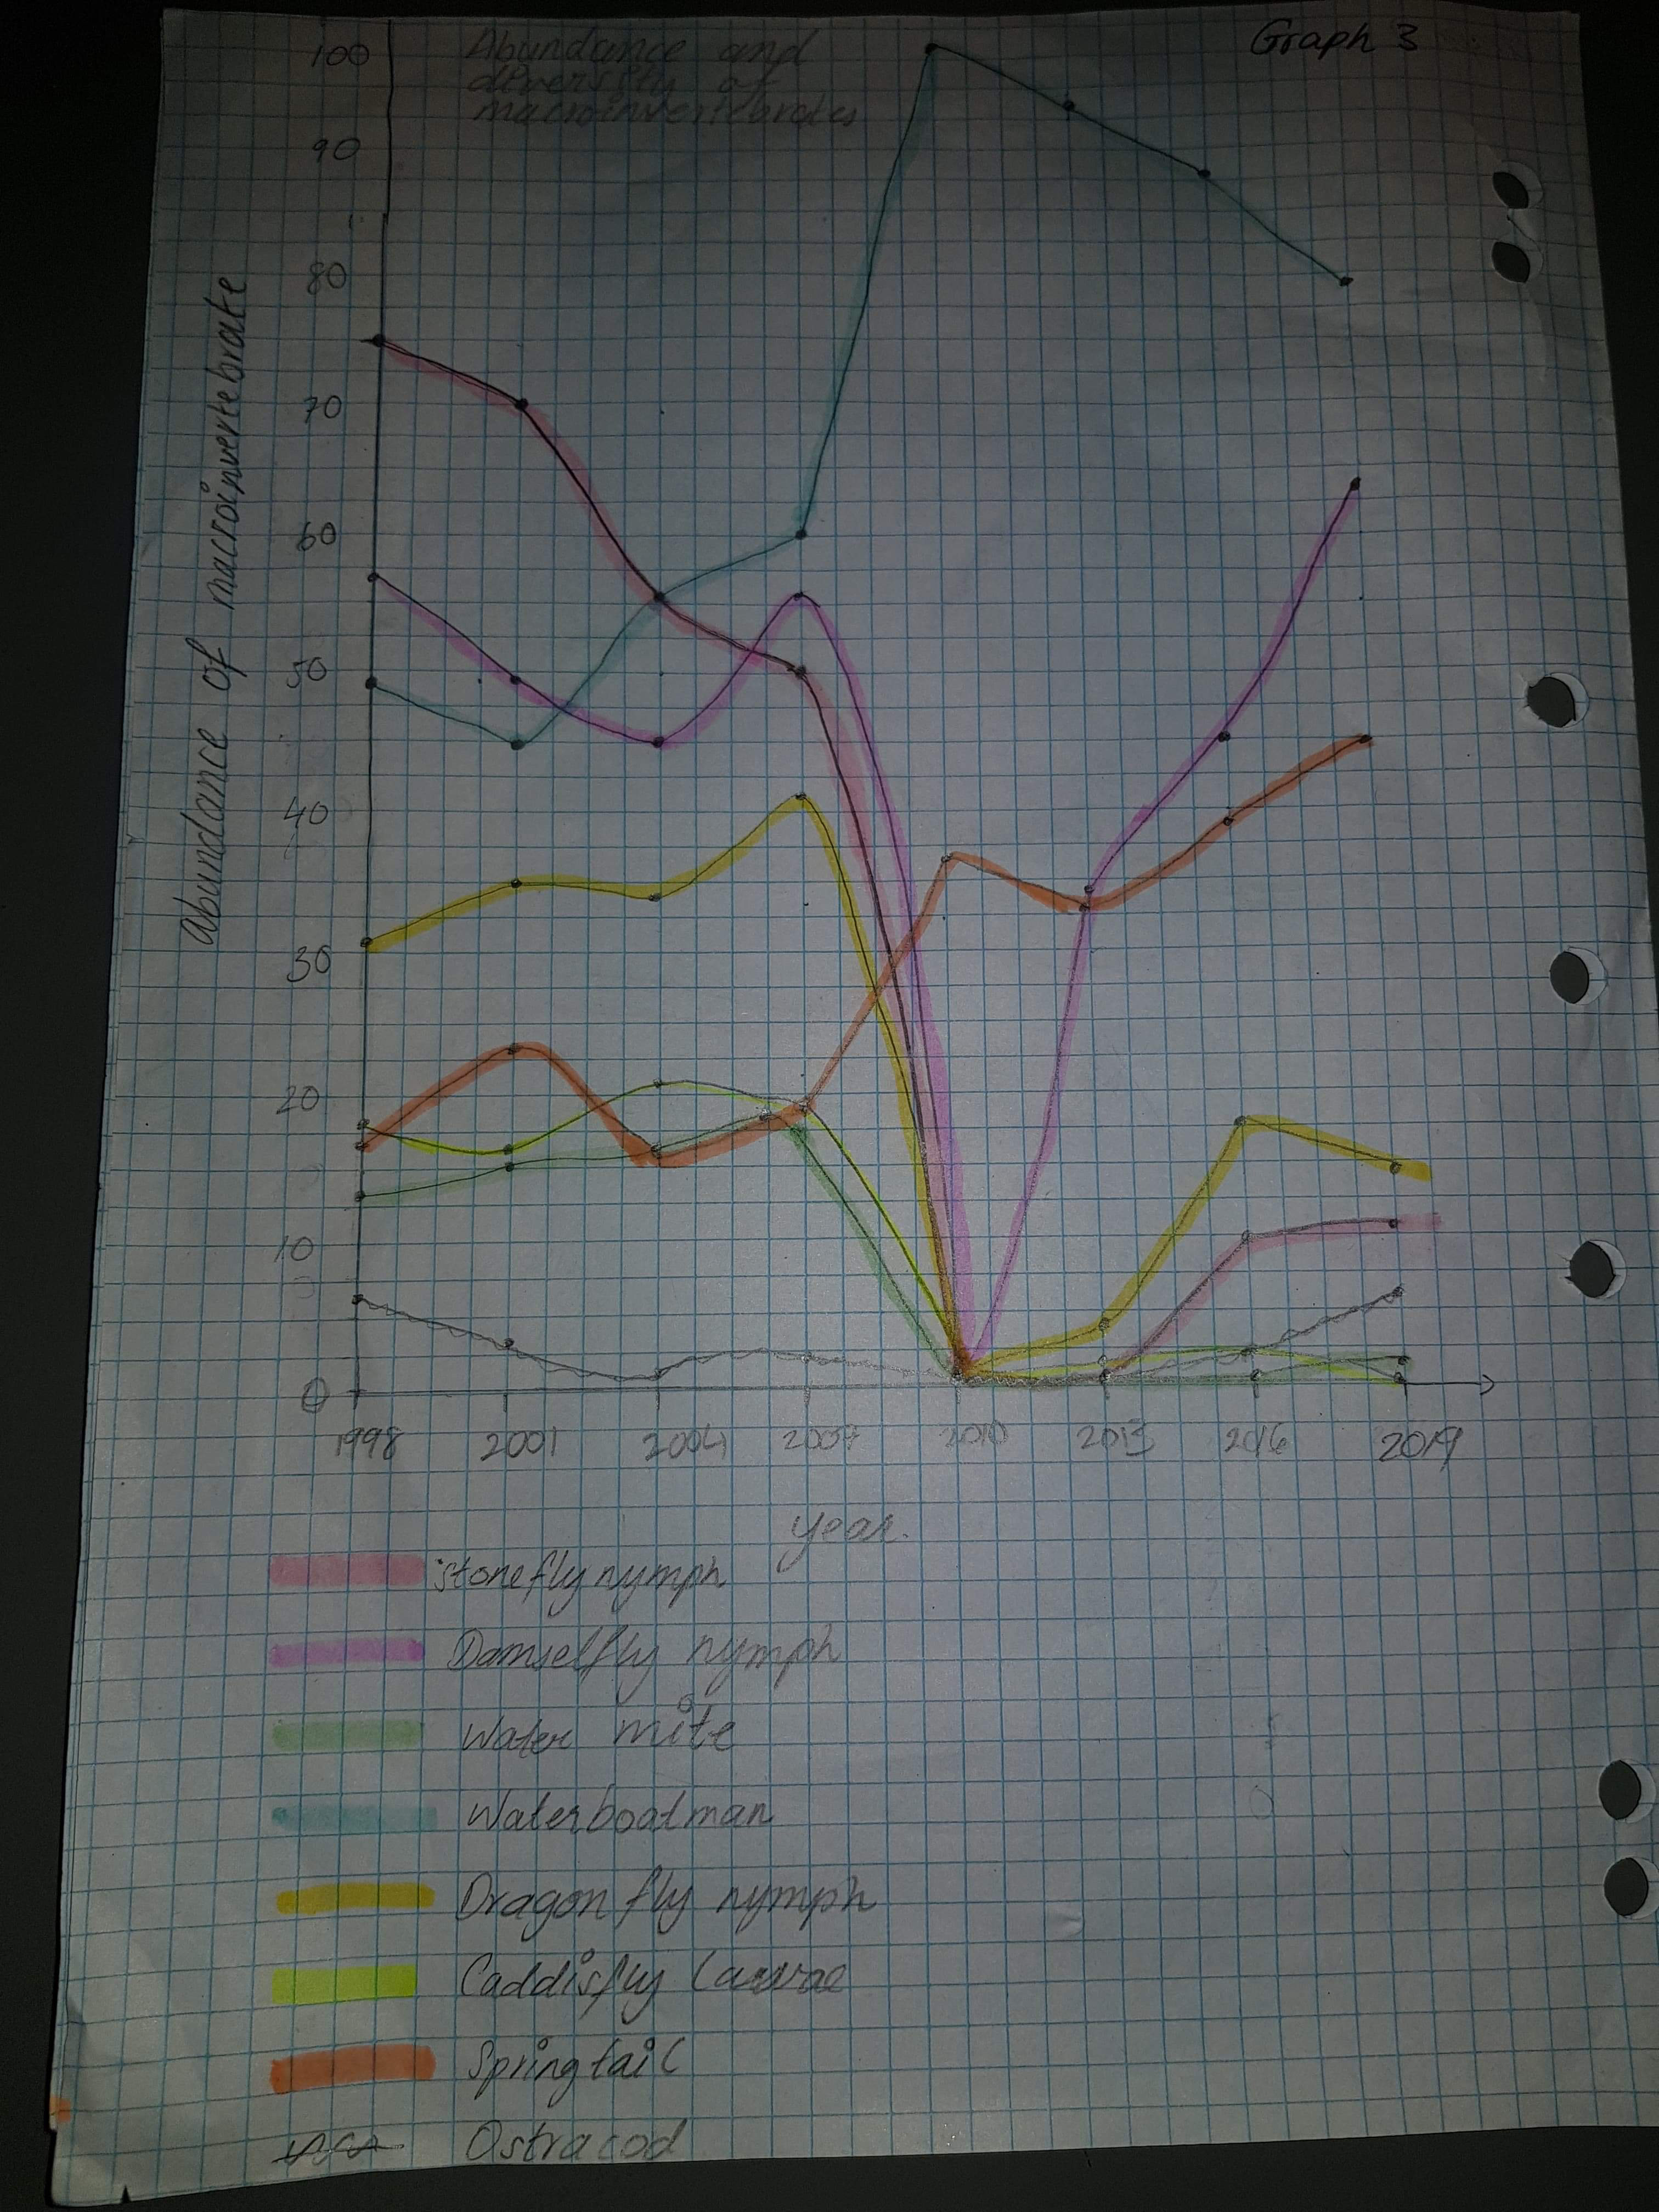 Graph 3
Abundance and
diversity of
macroinvertebrates
Abundance of macroinvertebrate
100
90
80
70
60
50
40
30
20
10
0
1998 2001 2004 2007 2010 2013 2016 2019
year.
stonefly nymph
Damselfly nymph
Water mite
Waterboatman
Dragon fly nymph
Caddisfly larvae
Springtail
Ostracod